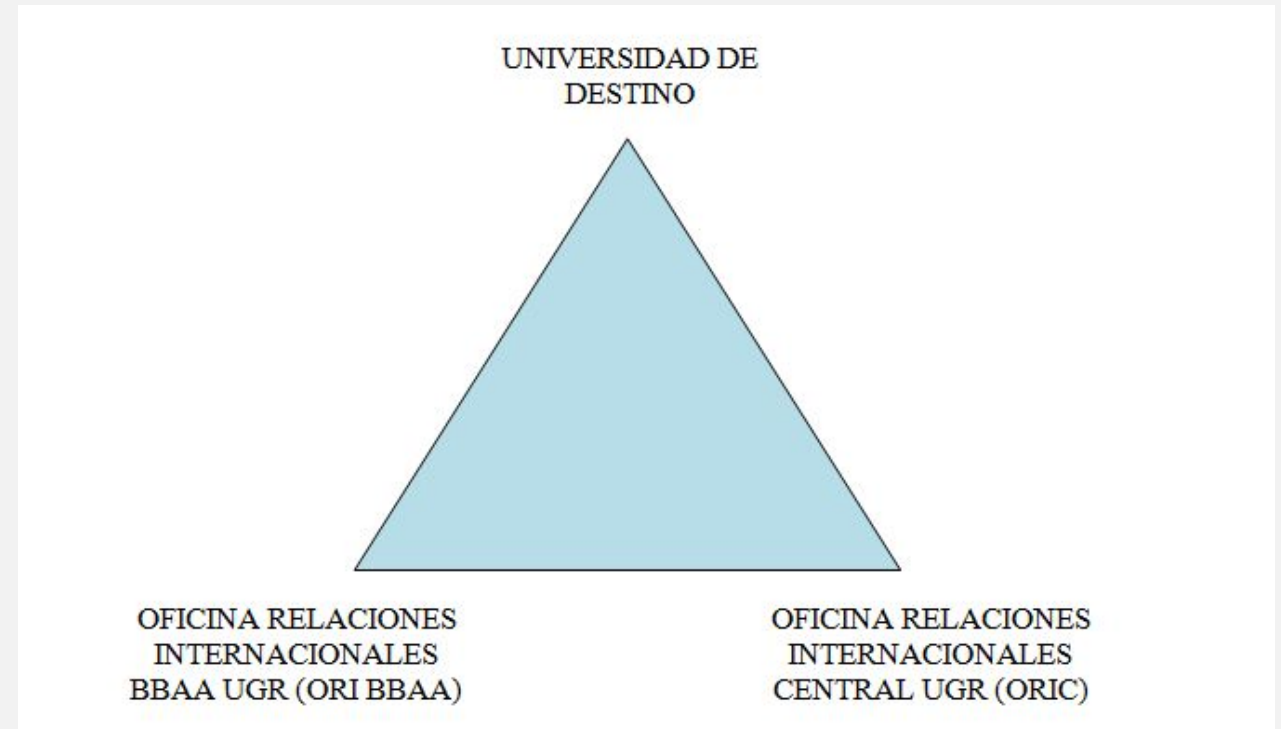 UNIVERSIDAD DE
DESTINO
OFICINA RELACIONES
INTERNACIONALES
BBAA UGR (ORI BBAA)
OFICINA RELACIONES
INTERNACIONALES
CENTRAL UGR (ORIC)